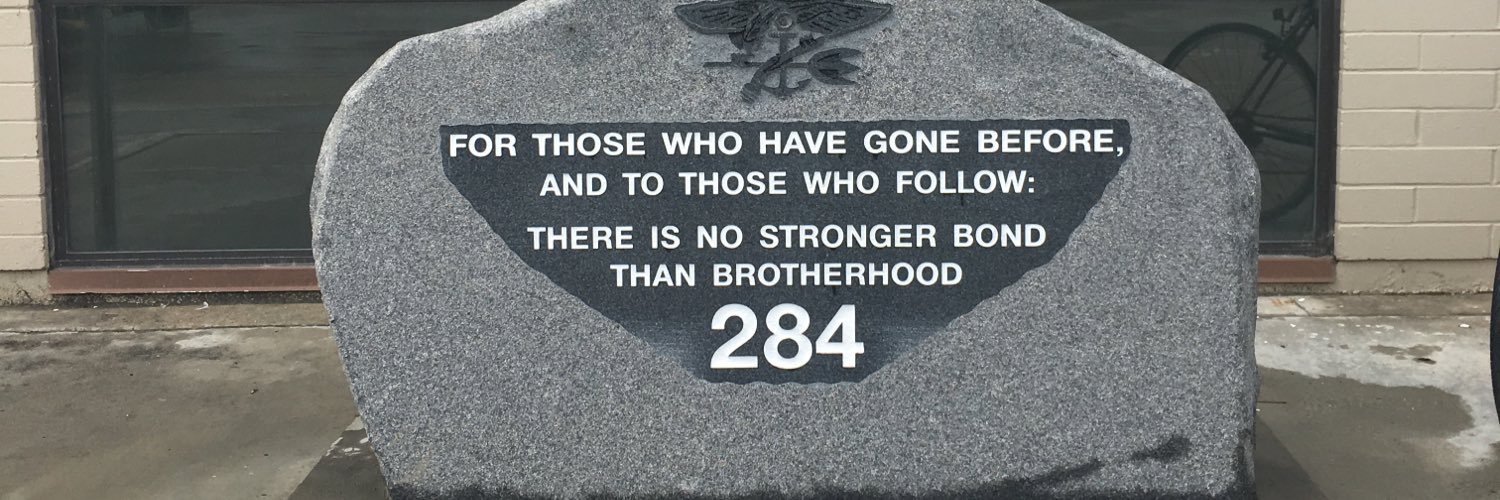 FOR THOSE WHO HAVE GONE BEFORE,
AND TO THOSE WHO FOLLOW:
THERE IS NO STRONGER BOND
THAN BROTHERHOOD
284